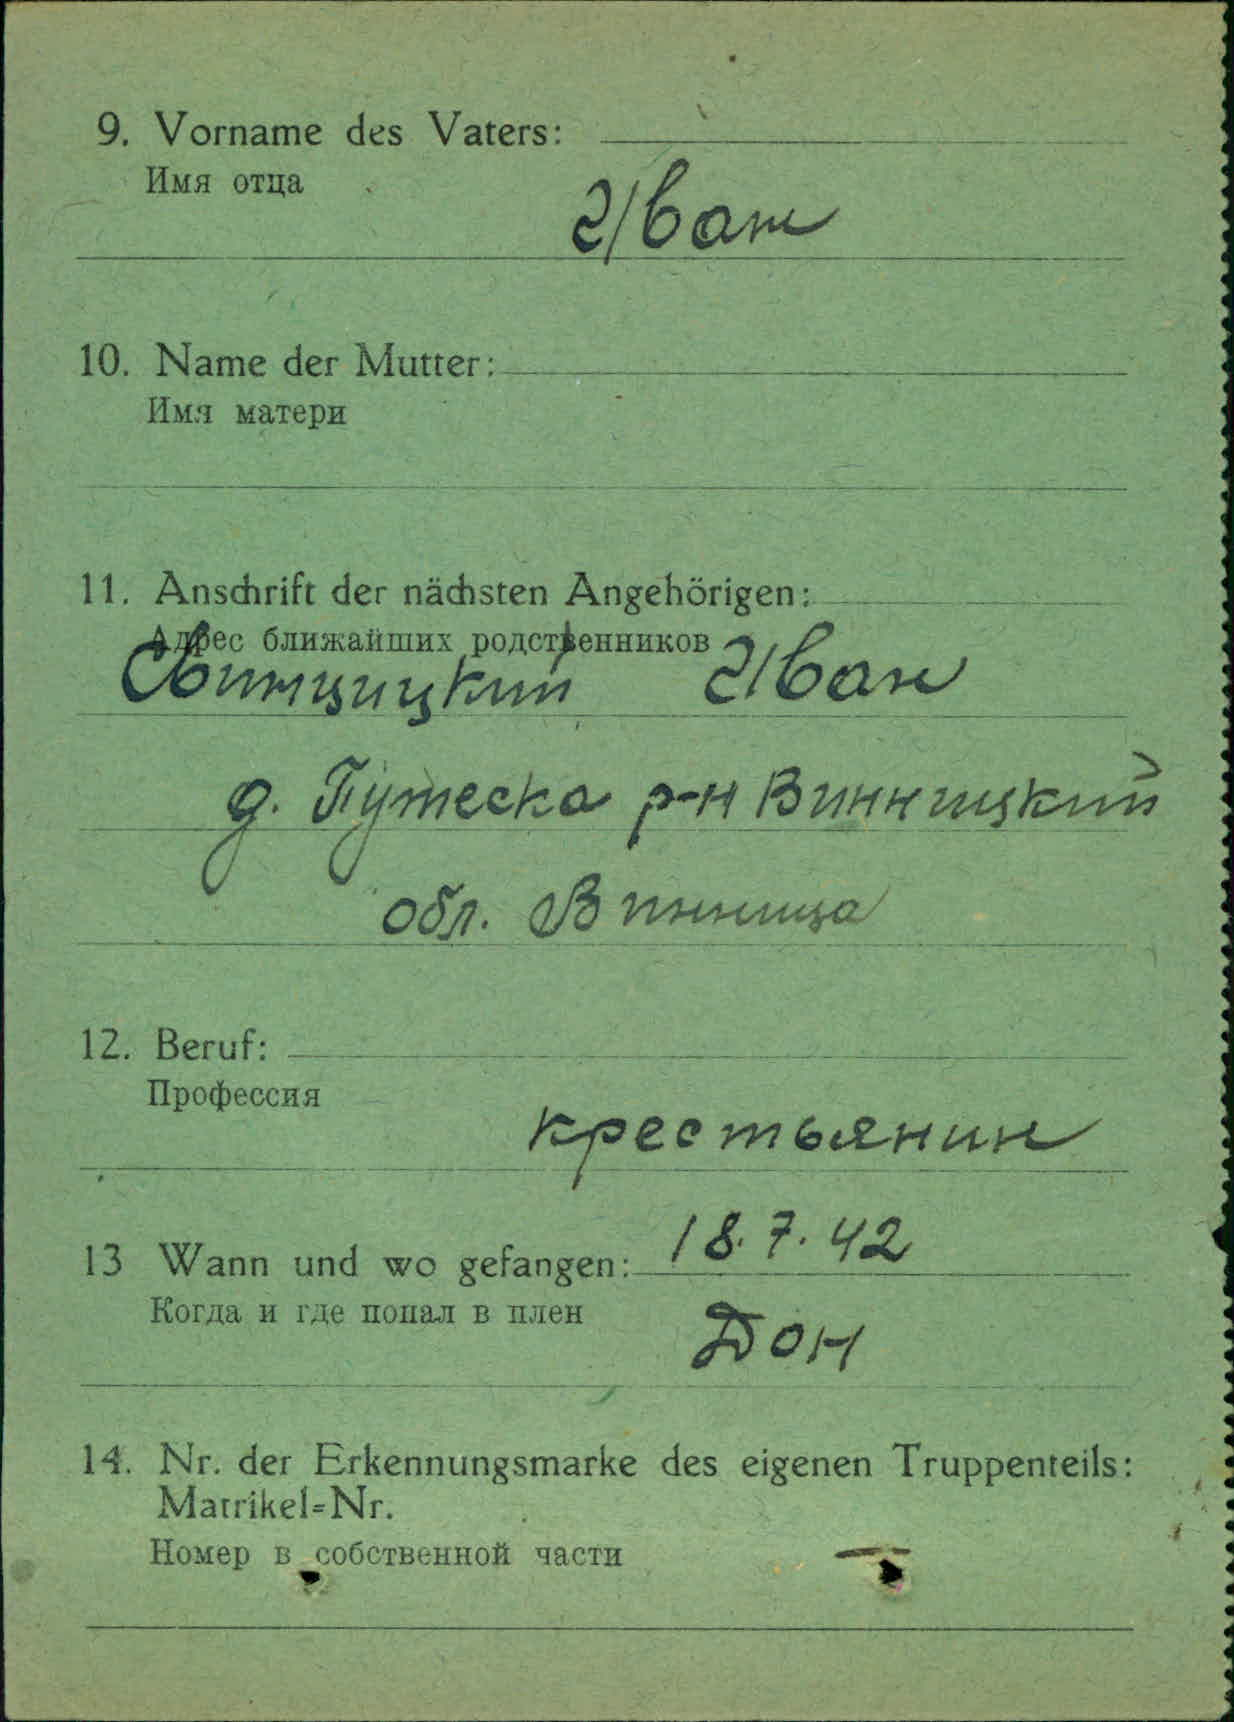 9. Vorname des Vaters:
Имя отца
Иван
10. Name der Mutter:
Имя матери
11. Anschrift der nächsten Angehörigen:
Адрес ближайших родственников
Свинцицкий Иван
д. Путеска р-н Винницкий
обл. Винница
12. Beruf:
Профессия
крестьянин
13 Wann und wo gefangen: 18.7.42
Когда и где попал в плен
Дон
14. Nr. der Erkennungsmarke des eigenen Truppenteils:
Matrikel=Nr.
Номер в собственной части
—